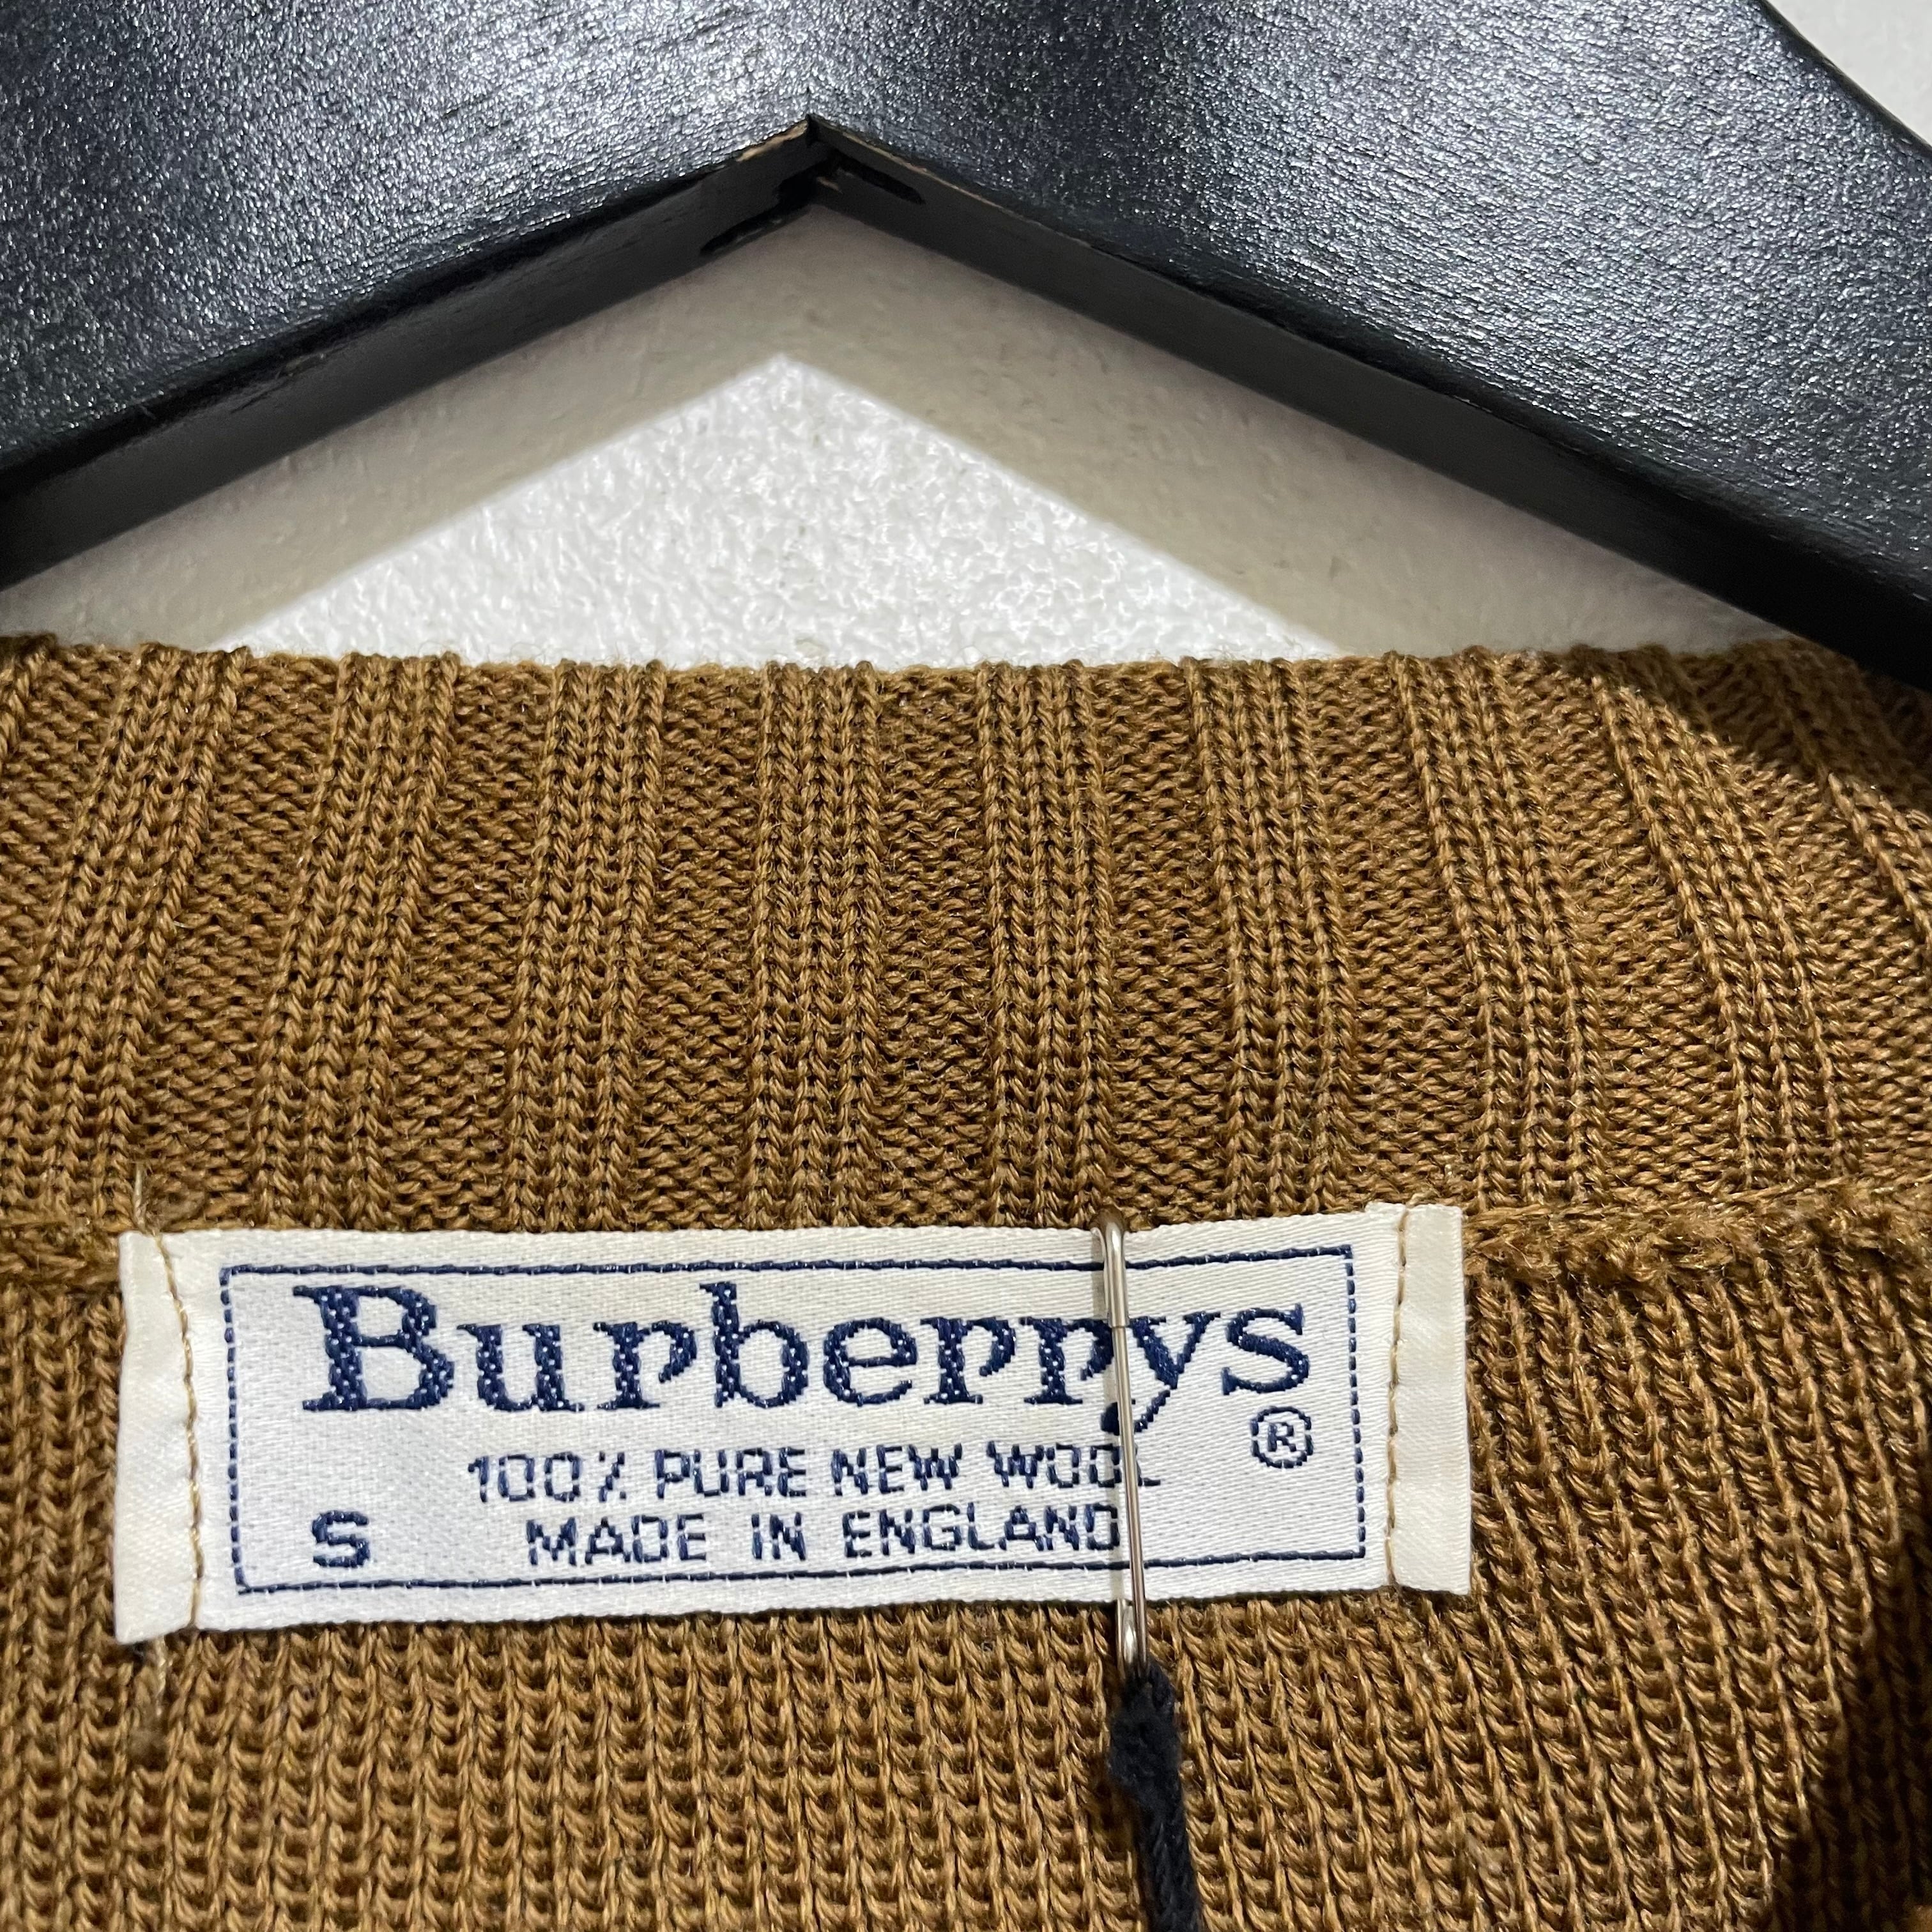 Burberrys
®
100% PURE NEW WOOL
S MADE IN ENGLAND